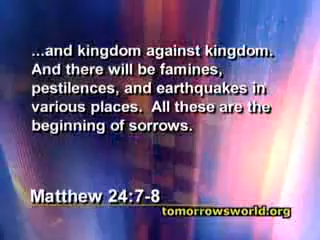 ...and kingdom against kingdom.
And there will be famines,
pestilences, and earthquakes in
various places.  All these are the
beginning of sorrows.
Matthew 24:7-8
tomorrowsworld.org